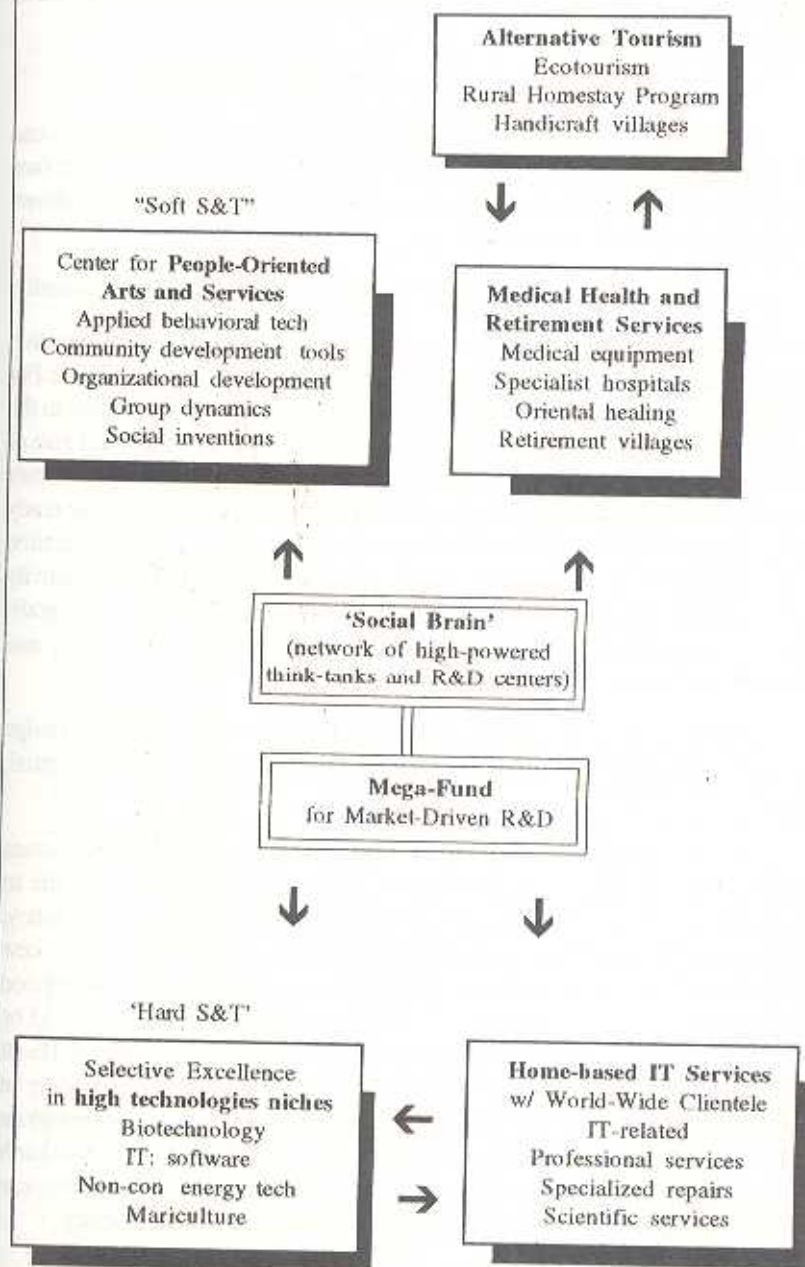 Alternative Tourism
Ecotourism
Rural Homestay Program
Handicraft villages
"Soft S&T"
Center for People-Oriented
Arts and Services
Applied behavioral tech
Community development tools
Organizational development
Group dynamics
Social inventions
Medical Health and
Retirement Services
Medical equipment
Specialist hospitals
Oriental healing
Retirement villages
'Social Brain'
(network of high-powered
think-tanks and R&D centers)
Mega-Fund
for Market-Driven R&D
'Hard S&T'
Selective Excellence
in high technologies niches
Biotechnology
IT: software
Non-con energy tech
Mariculture
Home-based IT Services
w/ World-Wide Clientele
IT-related
Professional services
Specialized repairs
Scientific services